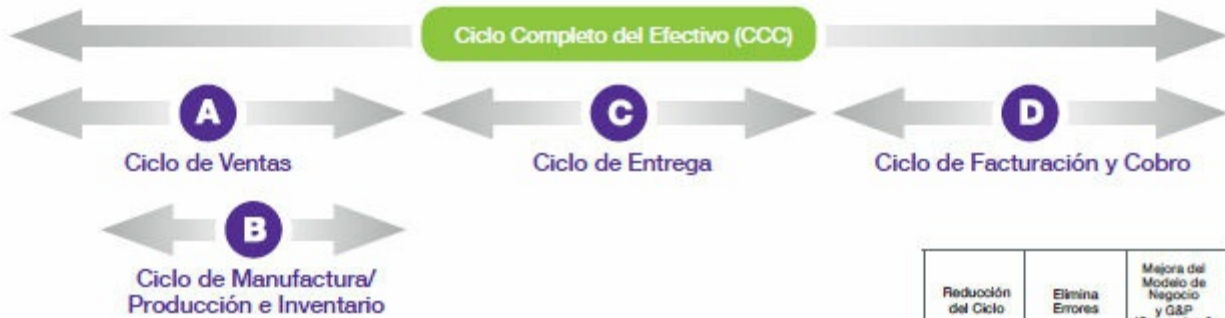 Ciclo Completo del Efectivo (CCC)
A
C
D
Ciclo de Ventas
Ciclo de Entrega
Ciclo de Facturación y Cobro
B
Ciclo de Manufactura/
Producción e Inventario
Reducción
del Ciclo
Elimina
Errores
Mejora del
Modelo de
Negocio
y G&P